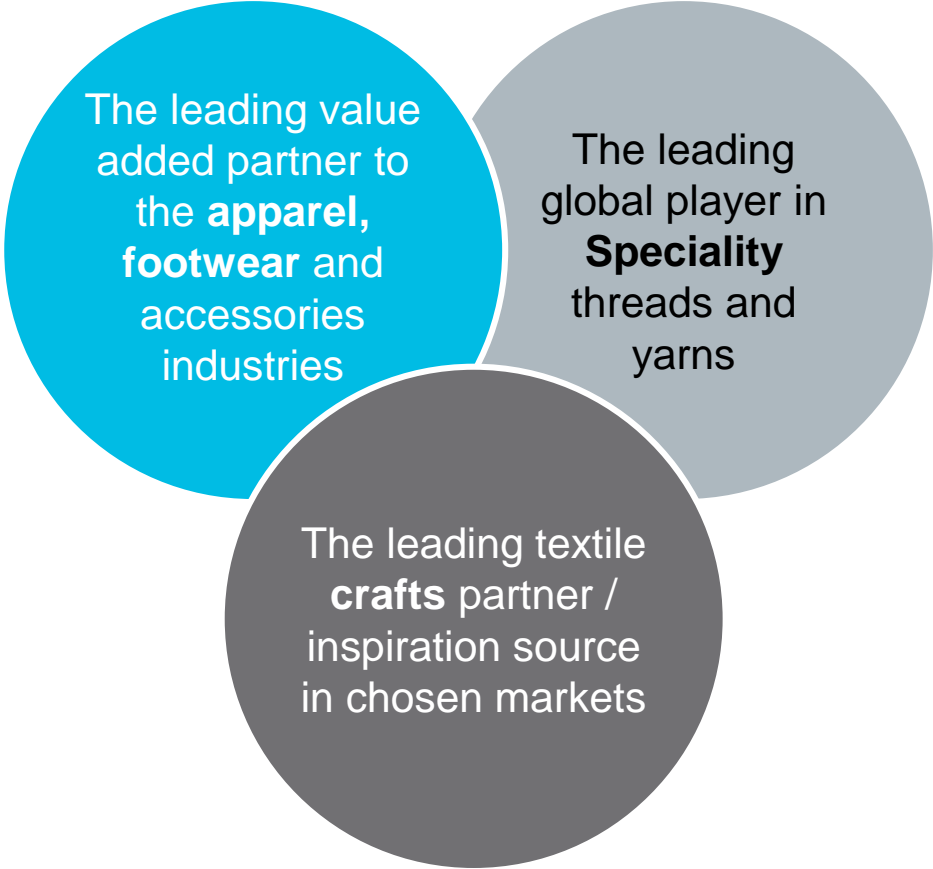 The leading value
added partner to
the apparel,
footwear and
accessories
industries
The leading
global player in
Speciality
threads and
yarns
The leading textile
crafts partner /
inspiration source
in chosen markets